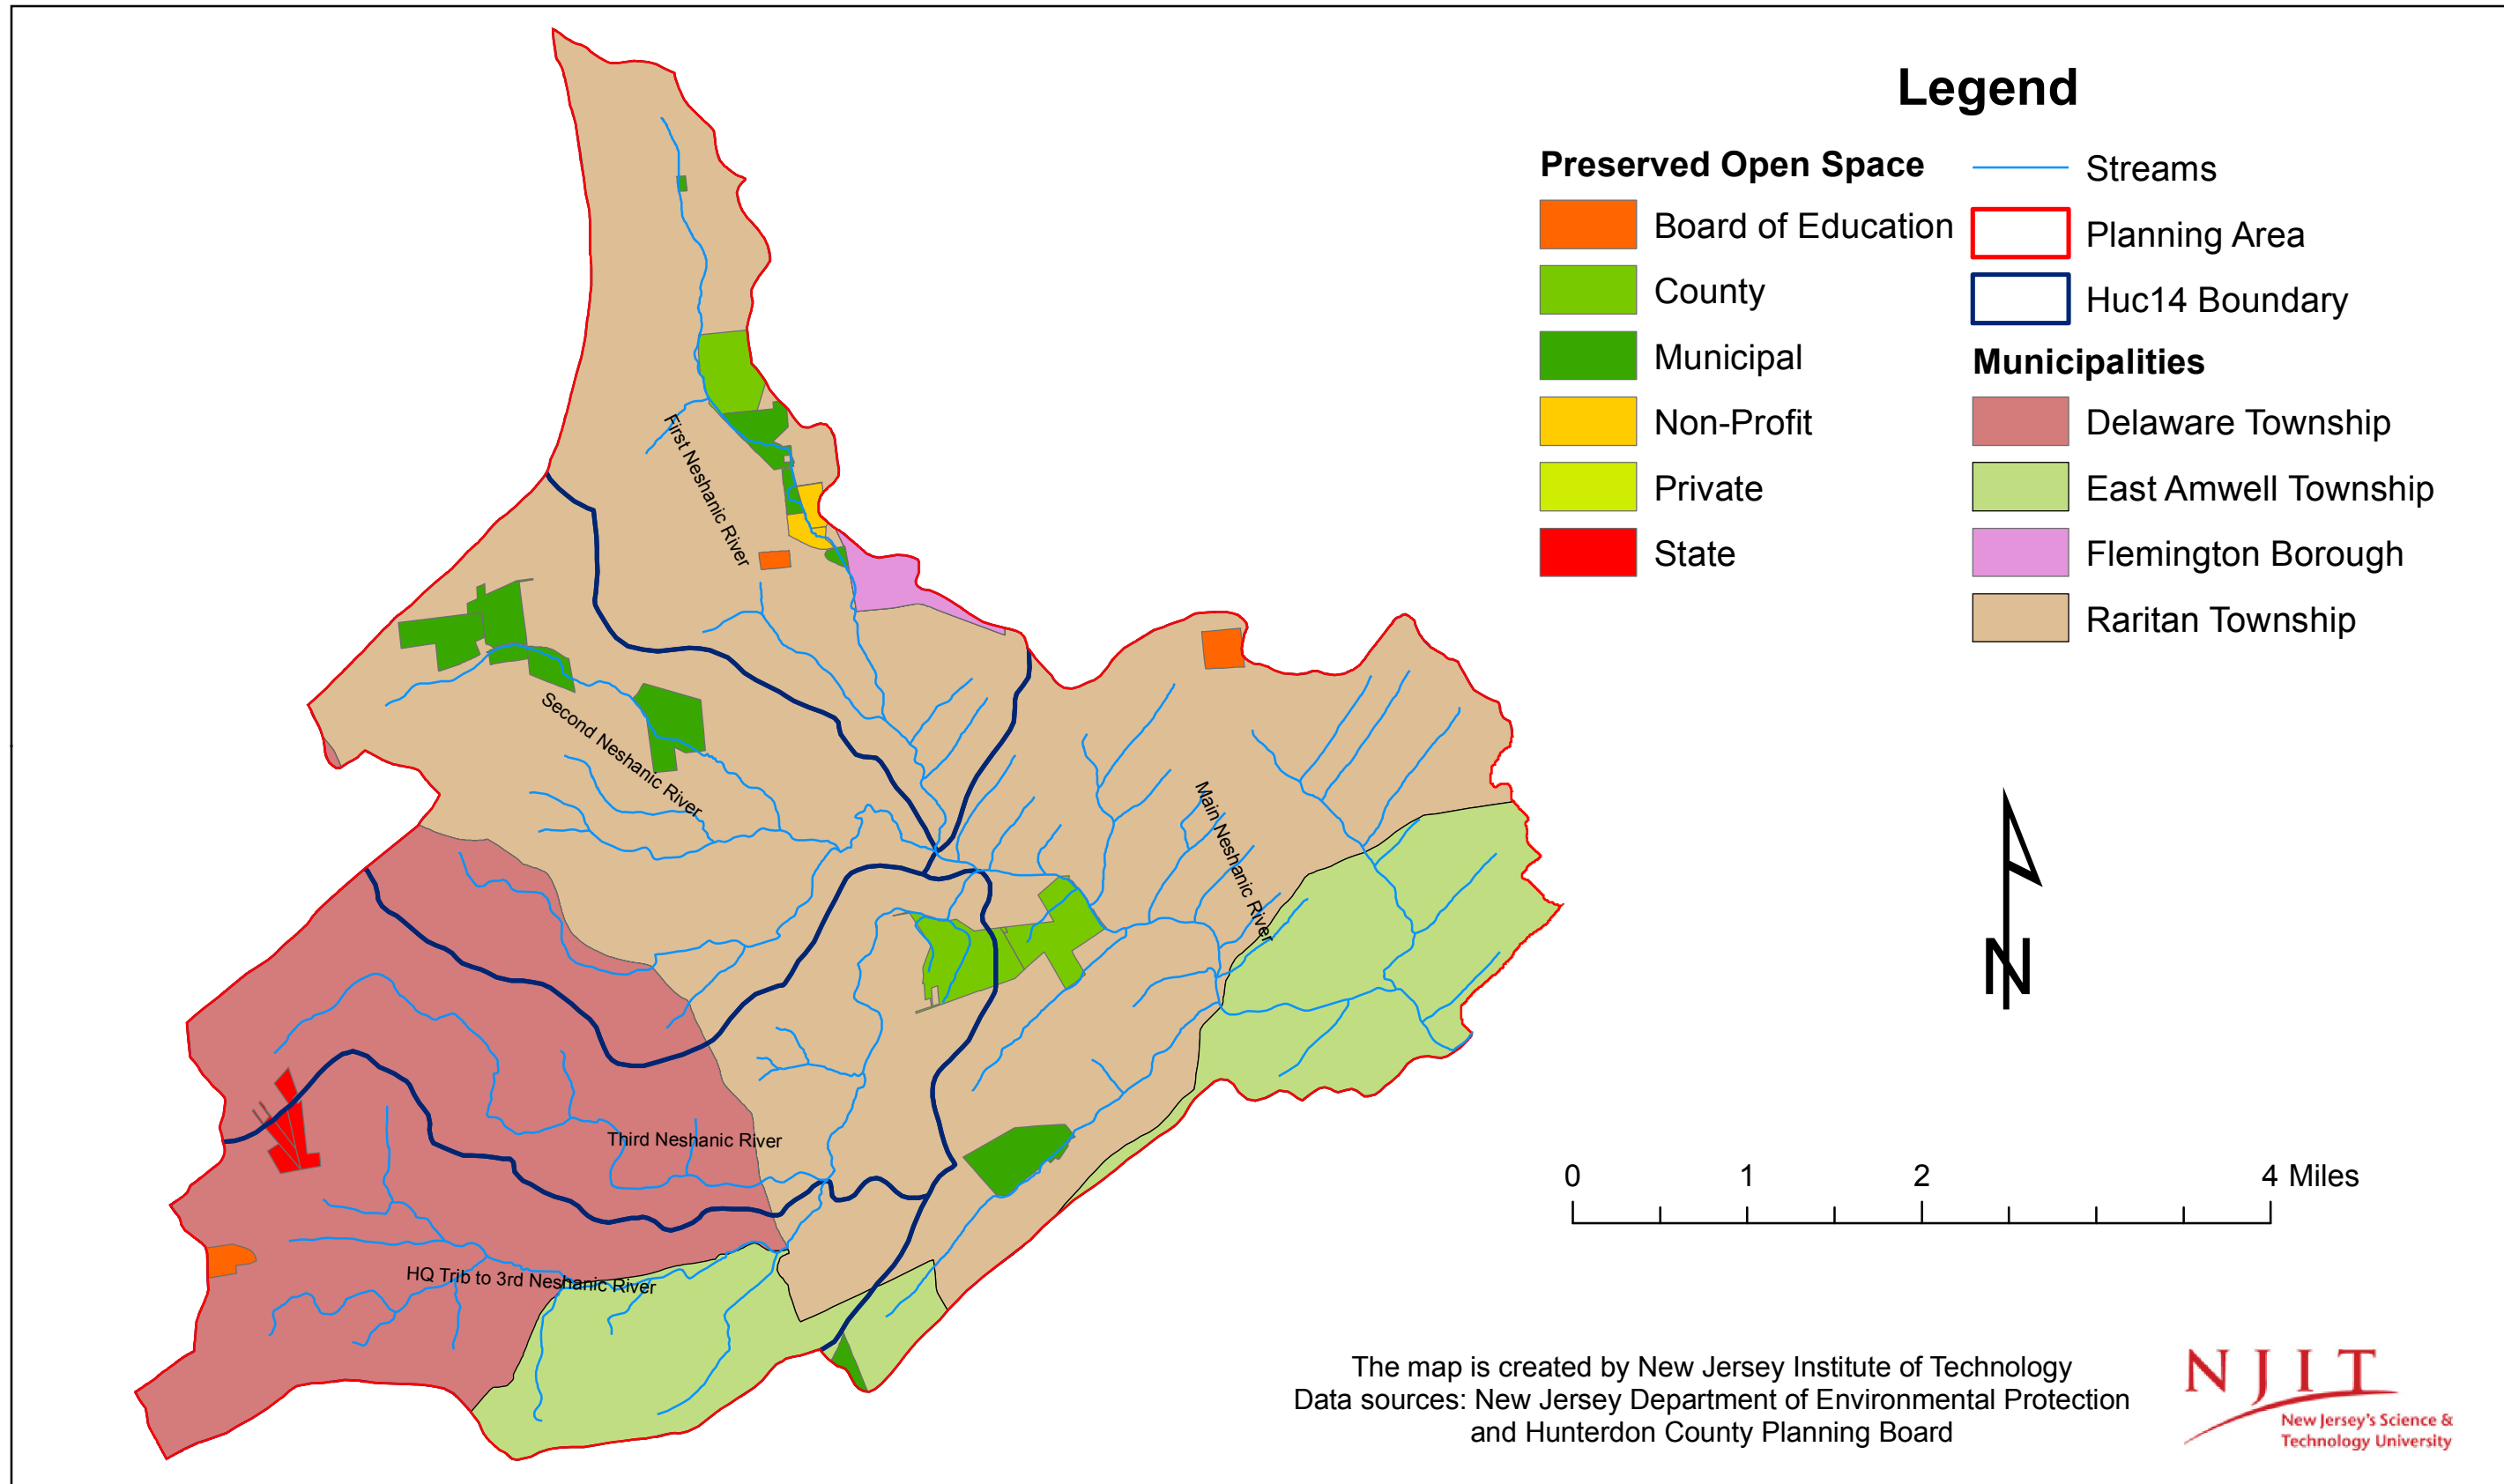 Legend
Preserved Open Space
Board of Education
County
Municipal
Non-Profit
Private
State
Streams
Planning Area
Huc14 Boundary
Municipalities
Delaware Township
East Amwell Township
Flemington Borough
Raritan Township
First Neshanic River
Second Neshanic River
Main Neshanic River
Third Neshanic River
HQ Trib to 3rd Neshanic River
N
0 1 2 4 Miles
The map is created by New Jersey Institute of Technology
Data sources: New Jersey Department of Environmental Protection
and Hunterdon County Planning Board
NJIT
New Jersey's Science &
Technology University